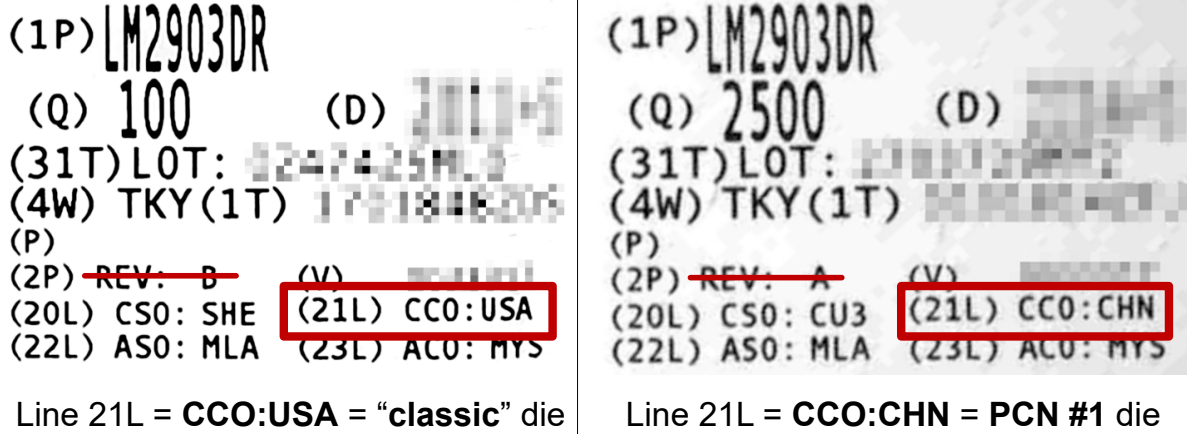 (1P) LM2903DR
(Q) 100 (D)
(31T) LOT:
(4W) TKY (1T)
(P)
(2P) REV: B (V)
(20L) CSO: SHE (21L) CCO:USA
(22L) ASO: MLA (23L) ACO: MYS
Line 21L = CCO:USA = “classic” die
(1P) LM2903DR
(Q) 2500 (D)
(31T) LOT:
(4W) TKY (1T)
(P)
(2P) REV: A (V)
(20L) CSO: CU3 (21L) CCO:CHN
(22L) ASO: MLA (23L) ACO: MYS
Line 21L = CCO:CHN = PCN #1 die